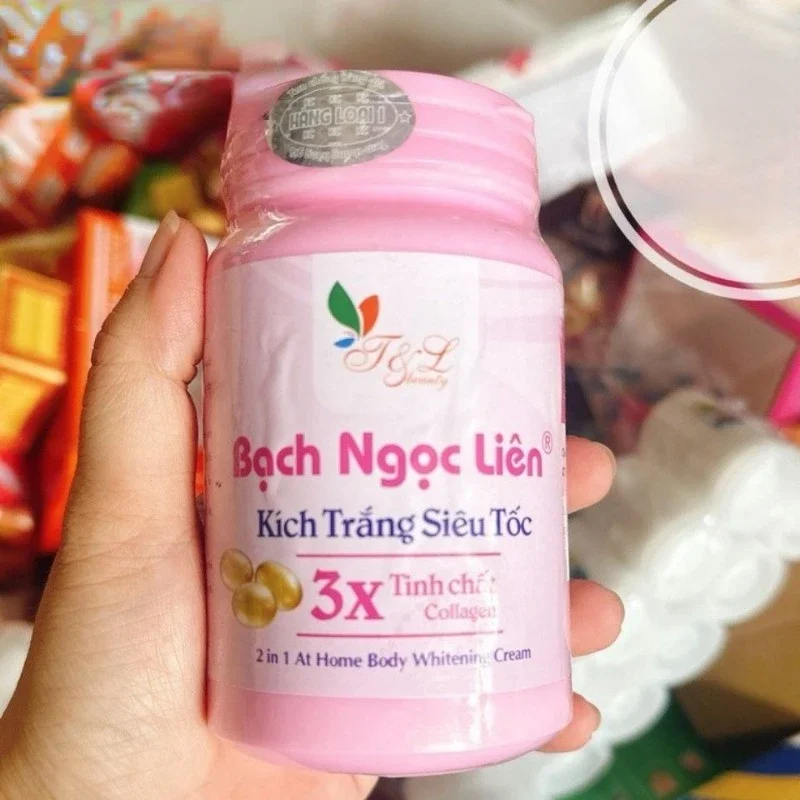 HÀNG LOẠI 1
T&L
beauty
Bạch Ngọc Liên®
Kích Trắng Siêu Tốc
3X Tinh chất
Collagen
2 in 1 At Home Body Whitening Cream